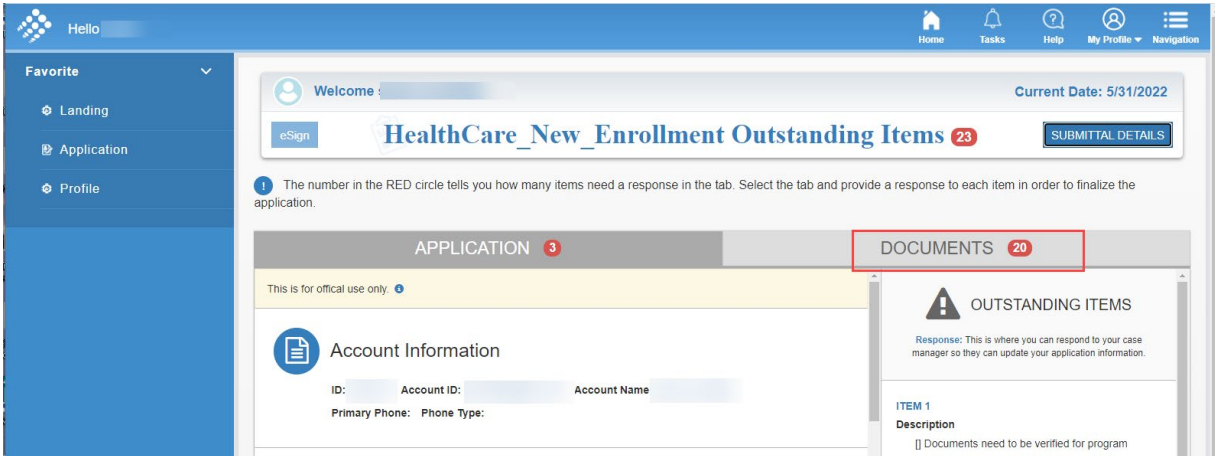 Hello
Home
Tasks
Help
My Profile
Navigation
Favorite
Landing
Application
Profile
Welcome
Current Date: 5/31/2022
eSign
HealthCare_New_Enrollment Outstanding Items 23
SUBMITTAL DETAILS
The number in the RED circle tells you how many items need a response in the tab. Select the tab and provide a response to each item in order to finalize the
application.
APPLICATION 3
DOCUMENTS 20
This is for offical use only.
Account Information
ID: Account ID: Account Name
Primary Phone: Phone Type:
OUTSTANDING ITEMS
Response: This is where you can respond to your case
manager so they can update your application information.
ITEM 1
Description
[] Documents need to be verified for program